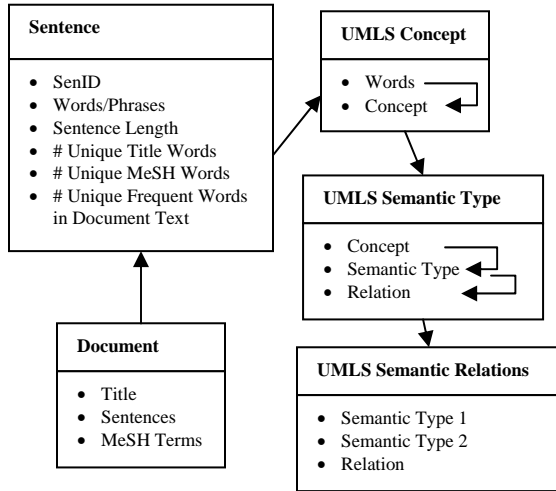 Sentence
• SenID
• Words/Phrases
• Sentence Length
• # Unique Title Words
• # Unique MeSH Words
• # Unique Frequent Words
in Document Text
Document
• Title
• Sentences
• MeSH Terms
UMLS Concept
• Words
• Concept
UMLS Semantic Type
• Concept
• Semantic Type
• Relation
UMLS Semantic Relations
• Semantic Type 1
• Semantic Type 2
• Relation